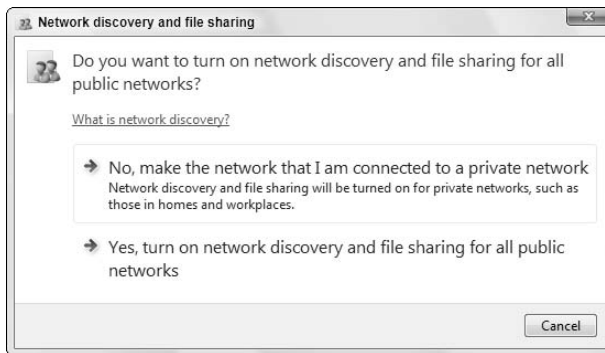 Network discovery and file sharing
Do you want to turn on network discovery and file sharing for all
public networks?
What is network discovery?
No, make the network that I am connected to a private network
Network discovery and file sharing will be turned on for private networks, such as
those in homes and workplaces.
Yes, turn on network discovery and file sharing for all public
networks
Cancel